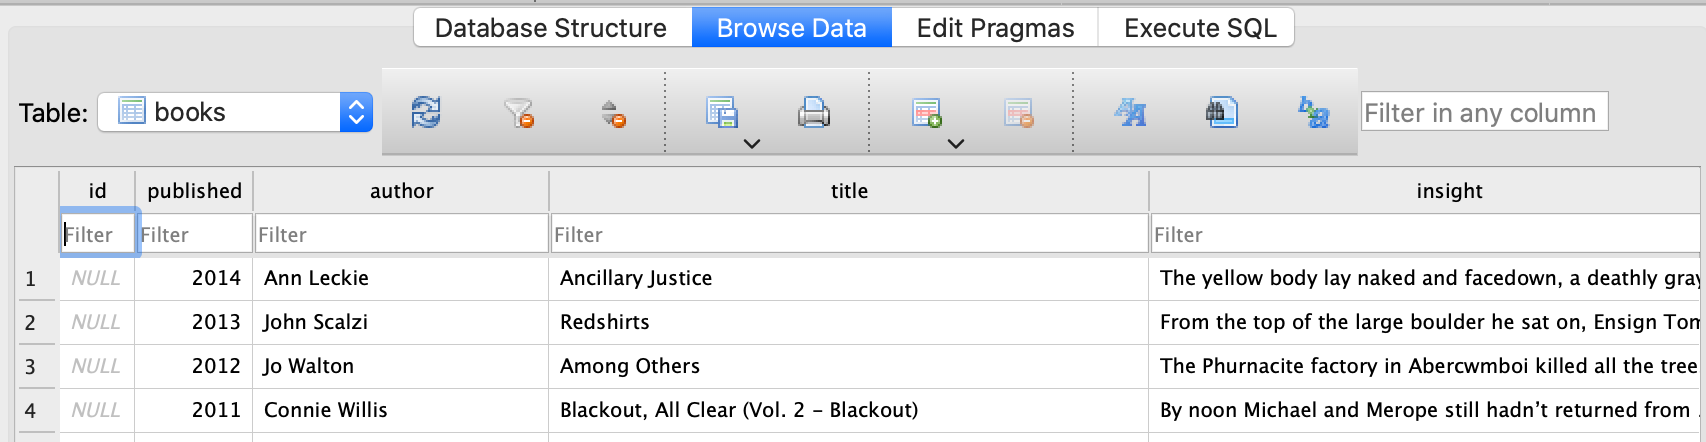 Database Structure Browse Data Edit Pragmas Execute SQL
Table: books Filter in any column
id published author title insight
Filter Filter Filter Filter Filter
1 NULL 2014 Ann Leckie Ancillary Justice The yellow body lay naked and facedown, a deathly gray
2 NULL 2013 John Scalzi Redshirts From the top of the large boulder he sat on, Ensign Tom
3 NULL 2012 Jo Walton Among Others The Phurnacite factory in Abercwmboi killed all the tree
4 NULL 2011 Connie Willis Blackout, All Clear (Vol. 2 – Blackout) By noon Michael and Merope still hadn’t returned from .